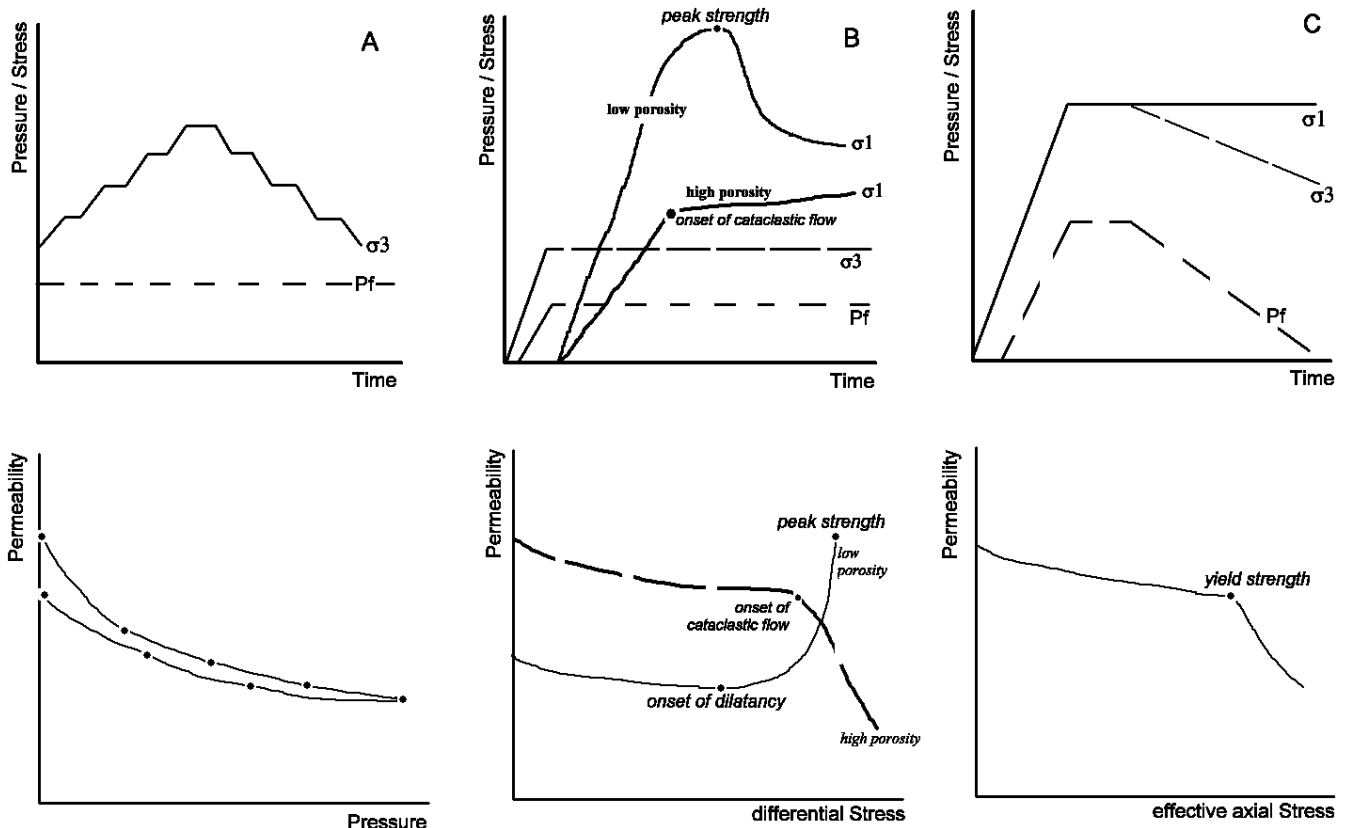 A
Pressure / Stress
σ3
Pf
Time
peak strength
B
Pressure / Stress
low porosity
σ1
high porosity
σ1
onset of cataclastic flow
σ3
Pf
Time
C
Pressure / Stress
σ1
σ3
Pf
Time
Permeability
Pressure
Permeability
peak strength
low
porosity
onset of
cataclastic flow
onset of dilatancy
high porosity
differential Stress
Permeability
yield strength
effective axial Stress